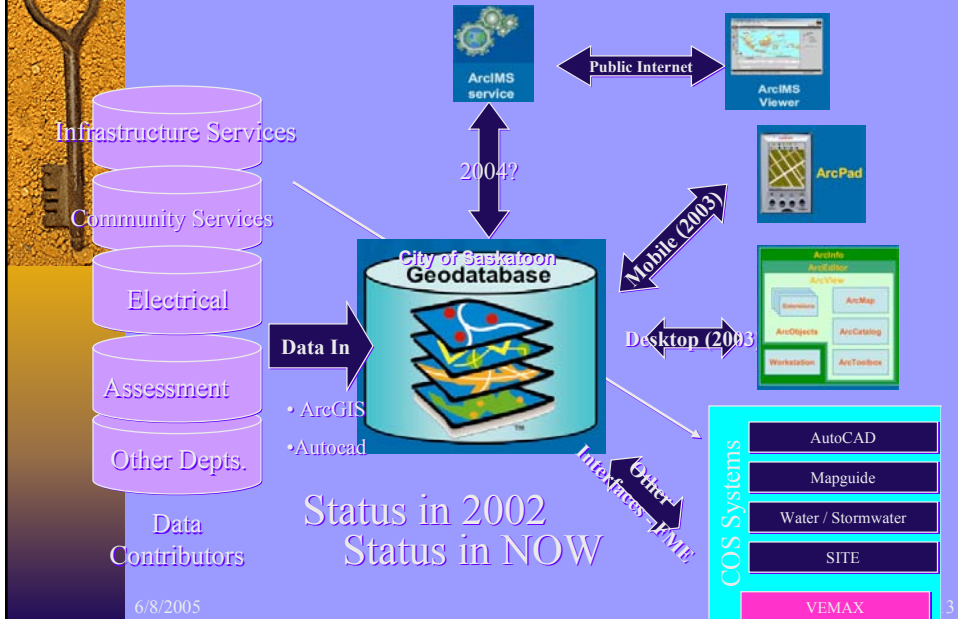 ArcIMS
service
Public Internet
ArcIMS
Viewer
Infrastructure Services
Community Services
Electrical
Assessment
Other Depts.
Data
Contributors
2004?
Data In
• ArcGIS
•Autocad
City of Saskatoon
Geodatabase
TM
Mobile (2003)
ArcPad
Desktop (2003
ArcInfo
ArcEditor
ArcView
Extensions
ArcMap
ArcObjects
ArcCatalog
Workstation
ArcToolbox
Other
Interfaces - FME
COS Systems
AutoCAD
Mapguide
Water / Stormwater
SITE
VEMAX
Status in 2002
Status in NOW
6/8/2005
3